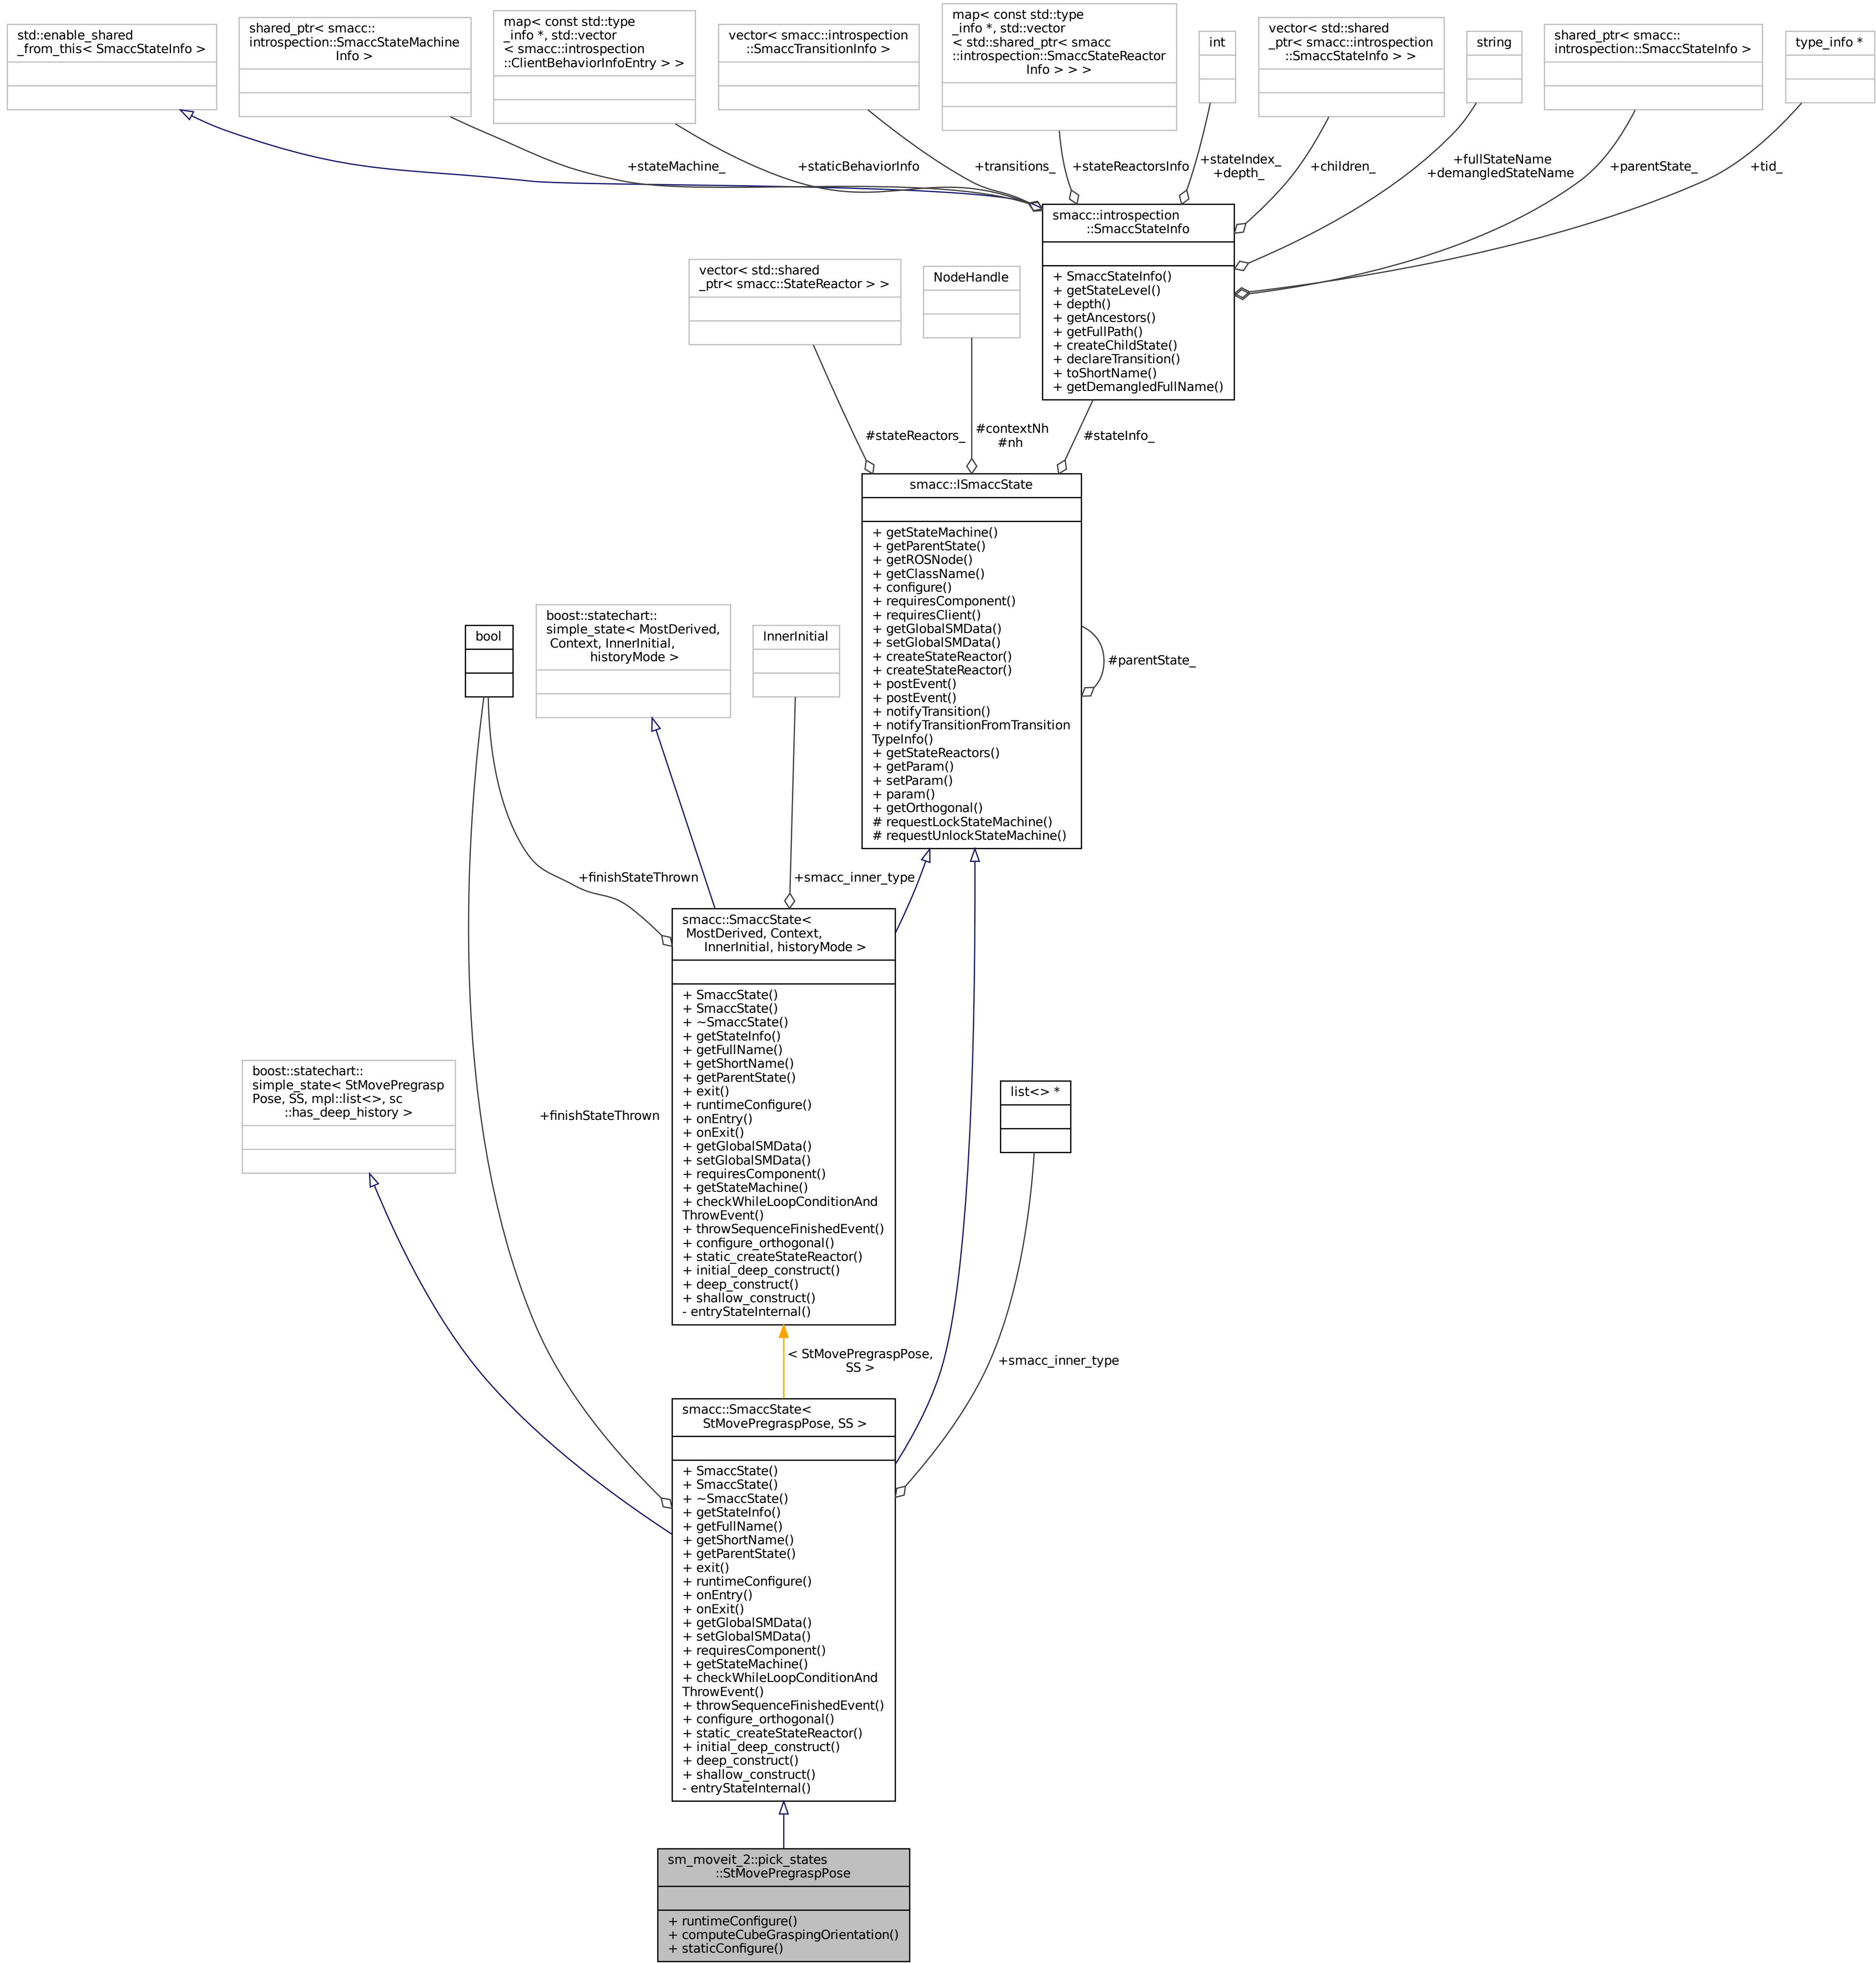 std::enable_shared
_from_this< SmaccStateInfo >
shared_ptr< smacc::
introspection::SmaccStateMachine
Info >
map< const std::type
_info *, std::vector
< smacc::introspection
::ClientBehaviorInfoEntry > >
vector< smacc::introspection
::SmaccTransitionInfo >
map< const std::type
_info *, std::vector
< std::shared_ptr< smacc
::introspection::SmaccStateReactor
Info > > >
int
vector< std::shared
_ptr< smacc::introspection
::SmaccStateInfo > >
string
shared_ptr< smacc::
introspection::SmaccStateInfo >
type_info *
+stateMachine_
+staticBehaviorInfo
+transitions_
+stateReactorsInfo
+stateIndex_
+depth_
+children_
+fullStateName
+demangledStateName
+parentState_
+tid_
smacc::introspection
::SmaccStateInfo
+ SmaccStateInfo()
+ getStateLevel()
+ depth()
+ getAncestors()
+ getFullPath()
+ createChildState()
+ declareTransition()
+ toShortName()
+ getDemangledFullName()
vector< std::shared
_ptr< smacc::StateReactor > >
NodeHandle
#stateReactors_
#contextNh
#nh
#stateInfo_
smacc::ISmaccState
+ getStateMachine()
+ getParentState()
+ getROSNode()
+ getClassName()
+ configure()
+ requiresComponent()
+ requiresClient()
+ getGlobalSMData()
+ setGlobalSMData()
+ createStateReactor()
+ createStateReactor()
+ postEvent()
+ postEvent()
+ notifyTransition()
+ notifyTransitionFromTransition
TypeInfo()
+ getStateReactors()
+ getParam()
+ setParam()
+ param()
+ getOrthogonal()
# requestLockStateMachine()
# requestUnlockStateMachine()
#parentState_
bool
boost::statechart::
simple_state< MostDerived,
Context, InnerInitial,
historyMode >
InnerInitial
+finishStateThrown
+smacc_inner_type
smacc::SmaccState<
MostDerived, Context,
InnerInitial, historyMode >
+ SmaccState()
+ SmaccState()
+ ~SmaccState()
+ getStateInfo()
+ getFullName()
+ getShortName()
+ getParentState()
+ exit()
+ runtimeConfigure()
+ onEntry()
+ onExit()
+ getGlobalSMData()
+ setGlobalSMData()
+ requiresComponent()
+ getStateMachine()
+ checkWhileLoopConditionAnd
ThrowEvent()
+ throwSequenceFinishedEvent()
+ configure_orthogonal()
+ static_createStateReactor()
+ initial_deep_construct()
+ deep_construct()
+ shallow_construct()
- entryStateInternal()
boost::statechart::
simple_state< StMovePregrasp
Pose, SS, mpl::list<>, sc
::has_deep_history >
+finishStateThrown
list<> *
< StMovePregraspPose,
SS >
+smacc_inner_type
smacc::SmaccState<
StMovePregraspPose, SS >
+ SmaccState()
+ SmaccState()
+ ~SmaccState()
+ getStateInfo()
+ getFullName()
+ getShortName()
+ getParentState()
+ exit()
+ runtimeConfigure()
+ onEntry()
+ onExit()
+ getGlobalSMData()
+ setGlobalSMData()
+ requiresComponent()
+ getStateMachine()
+ checkWhileLoopConditionAnd
ThrowEvent()
+ throwSequenceFinishedEvent()
+ configure_orthogonal()
+ static_createStateReactor()
+ initial_deep_construct()
+ deep_construct()
+ shallow_construct()
- entryStateInternal()
sm_moveit_2::pick_states
::StMovePregraspPose
+ runtimeConfigure()
+ computeCubeGraspingOrientation()
+ staticConfigure()